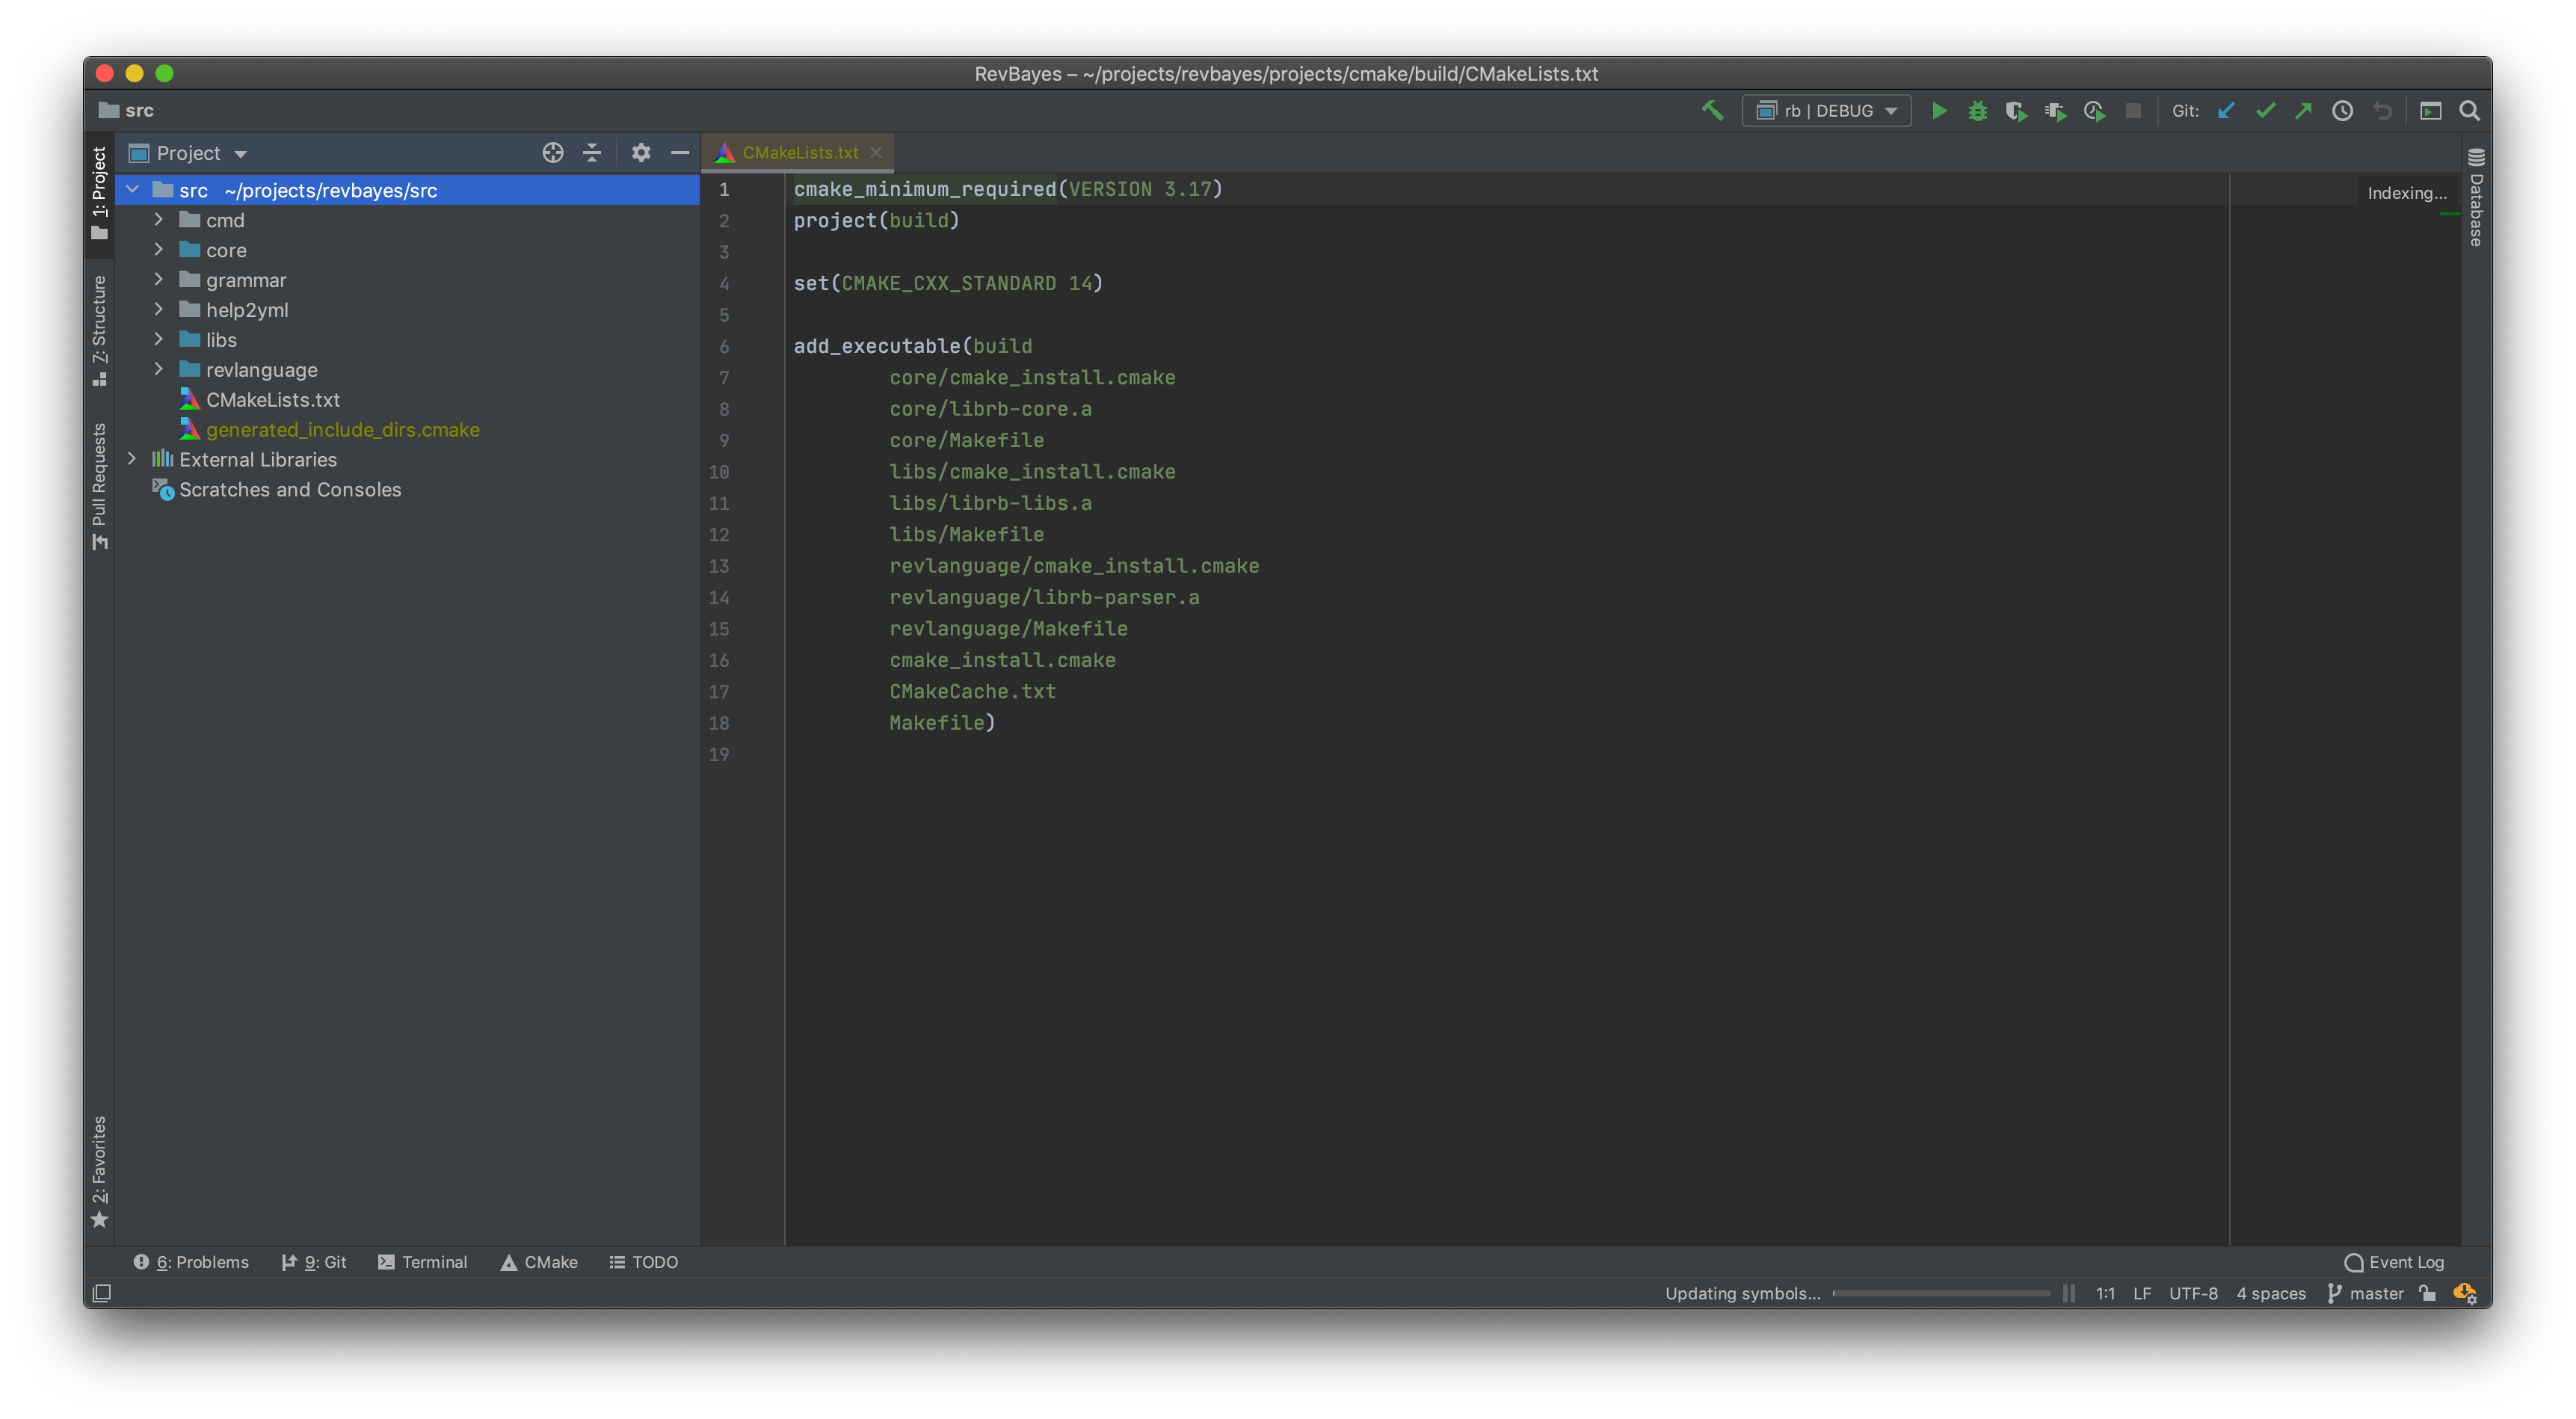 RevBayes – ~/projects/revbayes/projects/cmake/build/CMakeLists.txt
src
rb | DEBUG
Git:
1: Project
7: Structure
Pull Requests
2: Favorites
Project
src ~/projects/revbayes/src
cmd
core
grammar
help2yml
libs
revlanguage
CMakeLists.txt
generated_include_dirs.cmake
External Libraries
Scratches and Consoles
CMakeLists.txt
1 cmake_minimum_required(VERSION 3.17)
2 project(build)
3
4 set(CMAKE_CXX_STANDARD 14)
5
6 add_executable(build
7 core/cmake_install.cmake
8 core/librb-core.a
9 core/Makefile
10 libs/cmake_install.cmake
11 libs/librb-libs.a
12 libs/Makefile
13 revlanguage/cmake_install.cmake
14 revlanguage/librb-parser.a
15 revlanguage/Makefile
16 cmake_install.cmake
17 CMakeCache.txt
18 Makefile)
19
Indexing...
Database
6: Problems 9: Git Terminal CMake TODO
Event Log
Updating symbols... 1:1 LF UTF-8 4 spaces master